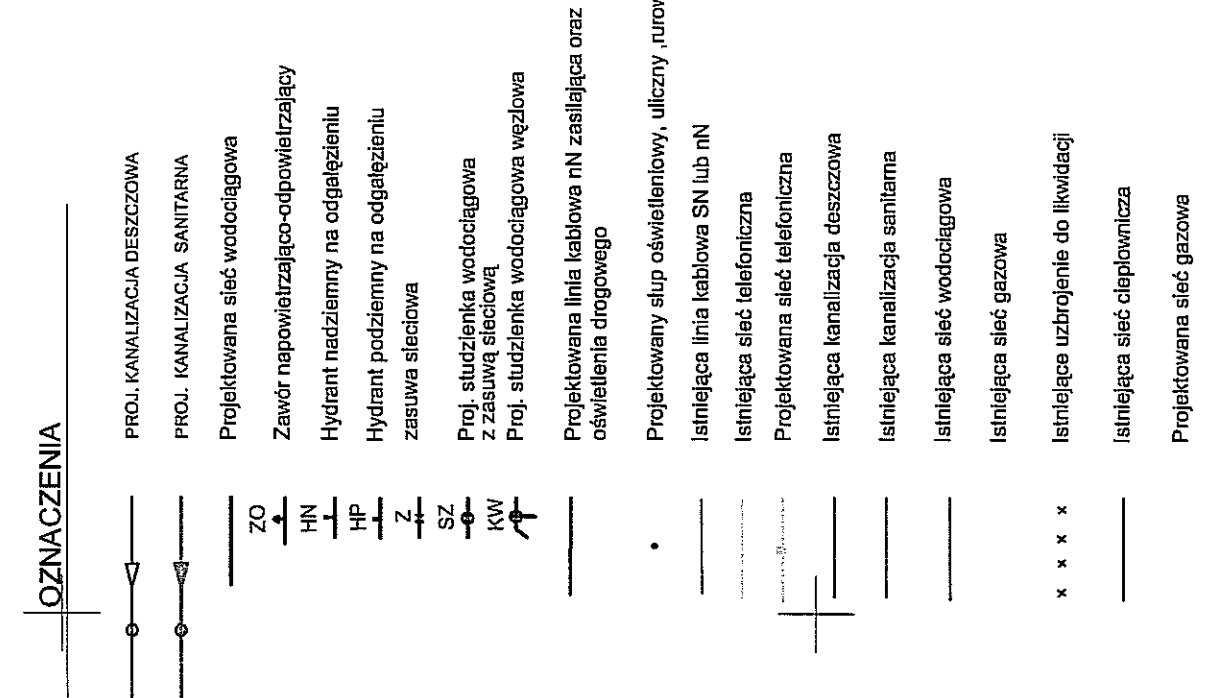 OZNACZENIA
PROJ. KANALIZACJA DESZCZOWA
PROJ. KANALIZACJA SANITARNA
Projektowana sieć wodociągowa
ZO Zawór napowietrzająco-odpowietrzający
HN Hydrant nadziemny na odgałęzieniu
HP Hydrant podziemny na odgałęzieniu
Z zasuwa sieciowa
SZ Proj. studzienka wodociągowa
z zasuwą sieciową
KW Proj. studzienka wodociągowa węzłowa
Projektowana linia kablowa nN zasilająca oraz
oświetlenia drogowego
Projektowany słup oświetleniowy, uliczny ,rurow
Istniejąca linia kablowa SN lub nN
Istniejąca sieć telefoniczna
Projektowana sieć telefoniczna
Istniejąca kanalizacja deszczowa
Istniejąca kanalizacja sanitarna
Istniejąca sieć wodociągowa
Istniejąca sieć gazowa
x x x x Istniejące uzbrojenie do likwidacji
Istniejąca sieć ciepłownicza
Projektowana sieć gazowa